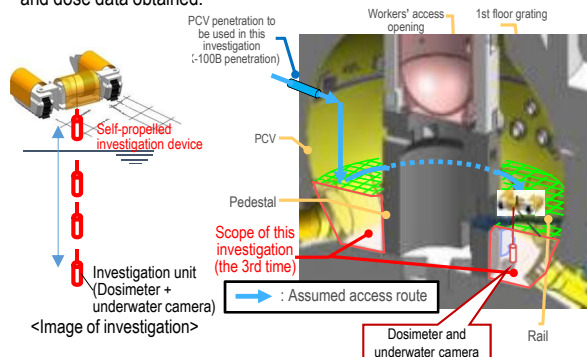 and dose data obtained.
PCV penetration to
be used in this
investigation
X-100B penetration)
Workers' access
opening
1st floor grating
Self-propelled
investigation device
PCV
Pedestal
Scope of this
investigation
(the 3rd time)
Investigation unit
(Dosimeter +
underwater camera)
<Image of investigation>
: Assumed access route
Dosimeter and
underwater camera
Rail